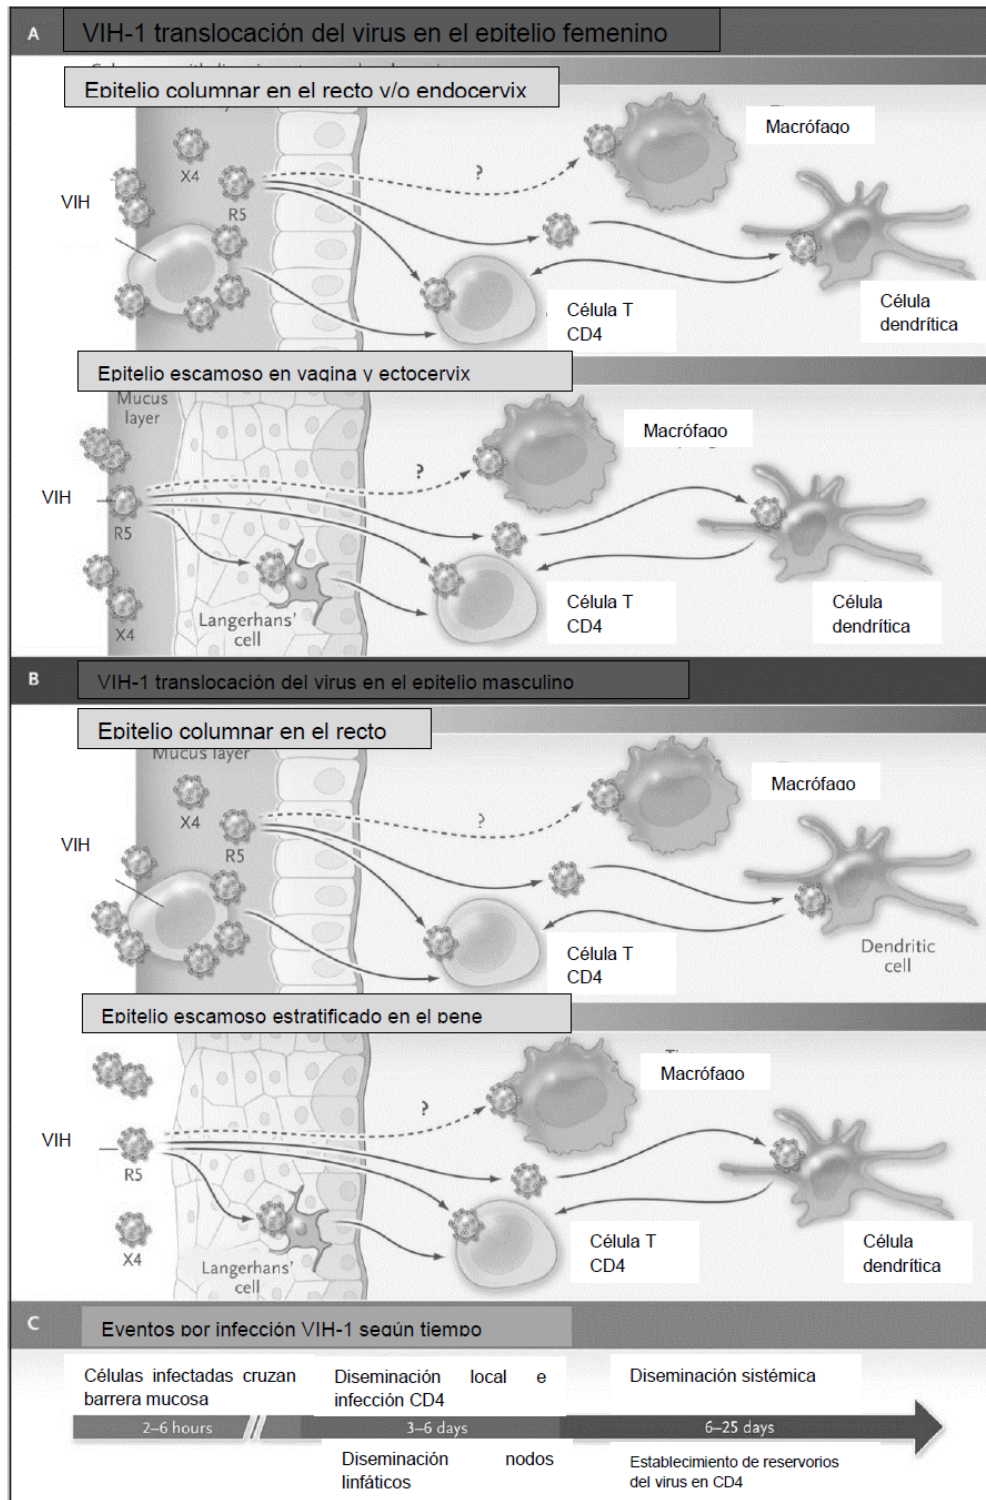 A
VIH-1 translocación del virus en el epitelio femenino
Epitelio columnar en el recto y/o endocervix
Macrófago
X4
VIH
R5
?
Célula T
CD4
Célula
dendrítica
Epitelio escamoso en vagina y ectocervix
Mucus
layer
Macrófago
?
VIH
R5
X4
Langerhans'
cell
Célula T
CD4
Célula
dendrítica
B
VIH-1 translocación del virus en el epitelio masculino
Epitelio columnar en el recto
Mucus layer
Macrófago
X4
?
VIH
R5
Célula T
CD4
Dendritic
cell
Epitelio escamoso estratificado en el pene
Macrófago
?
VIH
R5
X4
Langerhans'
cell
Célula T
CD4
Célula
dendrítica
C
Eventos por infección VIH-1 según tiempo
Células infectadas cruzan
barrera mucosa
Diseminación local e
infección CD4
Diseminación sistémica
2–6 hours
3–6 days
6–25 days
Diseminación nodos
linfáticos
Establecimiento de reservorios
del virus en CD4